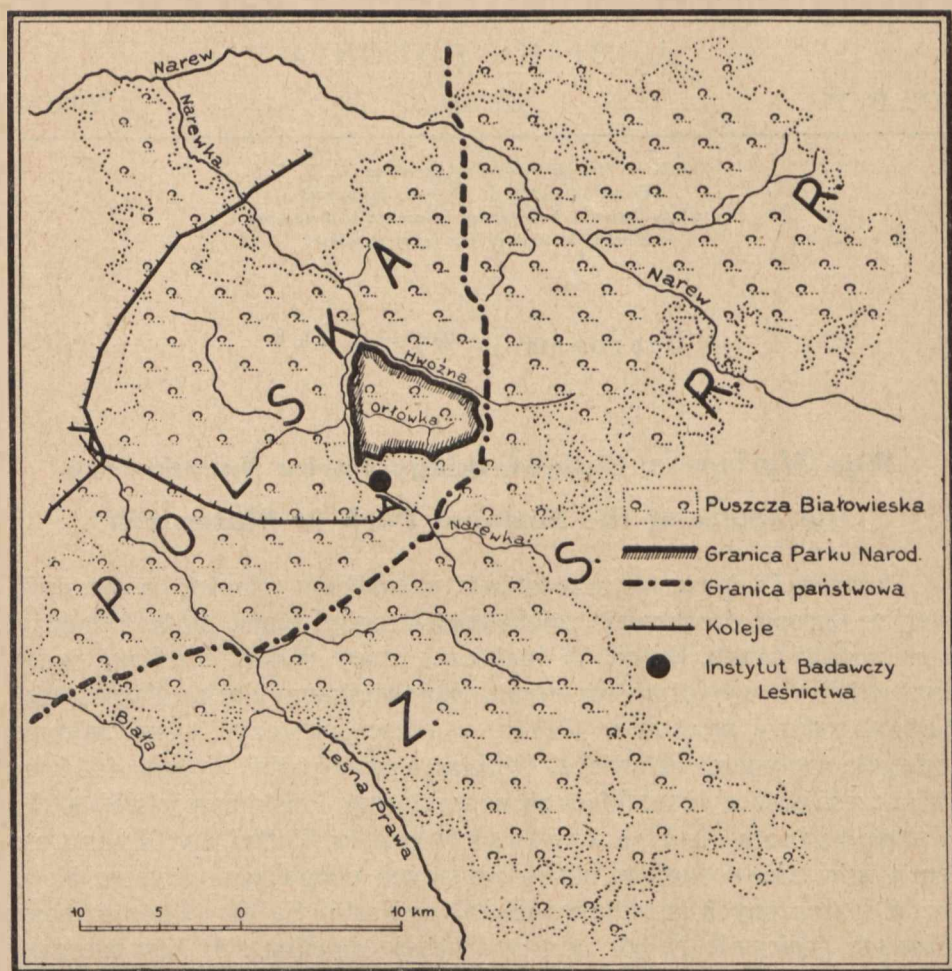 Narew
Narewka
POLSKA
Z. S. R. R.
Narew
Hwoźna
Orłówka
Narewka
Biała
Leśna Prawa
Puszcza Białowieska
Granica Parku Narod.
Granica państwowa
Koleje
Instytut Badawczy
Leśnictwa
10 5 0 10 km